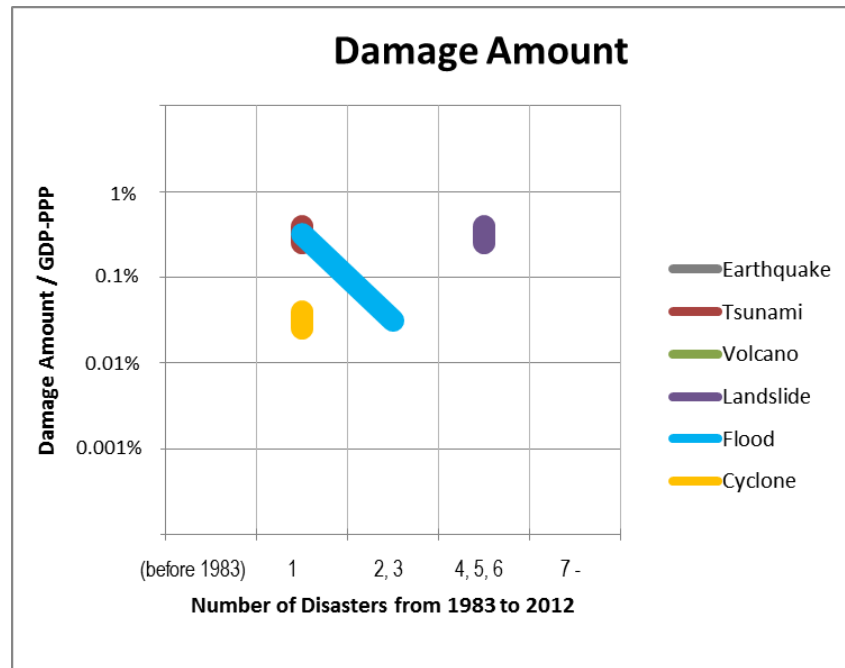 Damage Amount
Damage Amount / GDP-PPP
1%
0.1%
0.01%
0.001%
(before 1983) 1 2, 3 4, 5, 6 7 -
Number of Disasters from 1983 to 2012
Earthquake
Tsunami
Volcano
Landslide
Flood
Cyclone